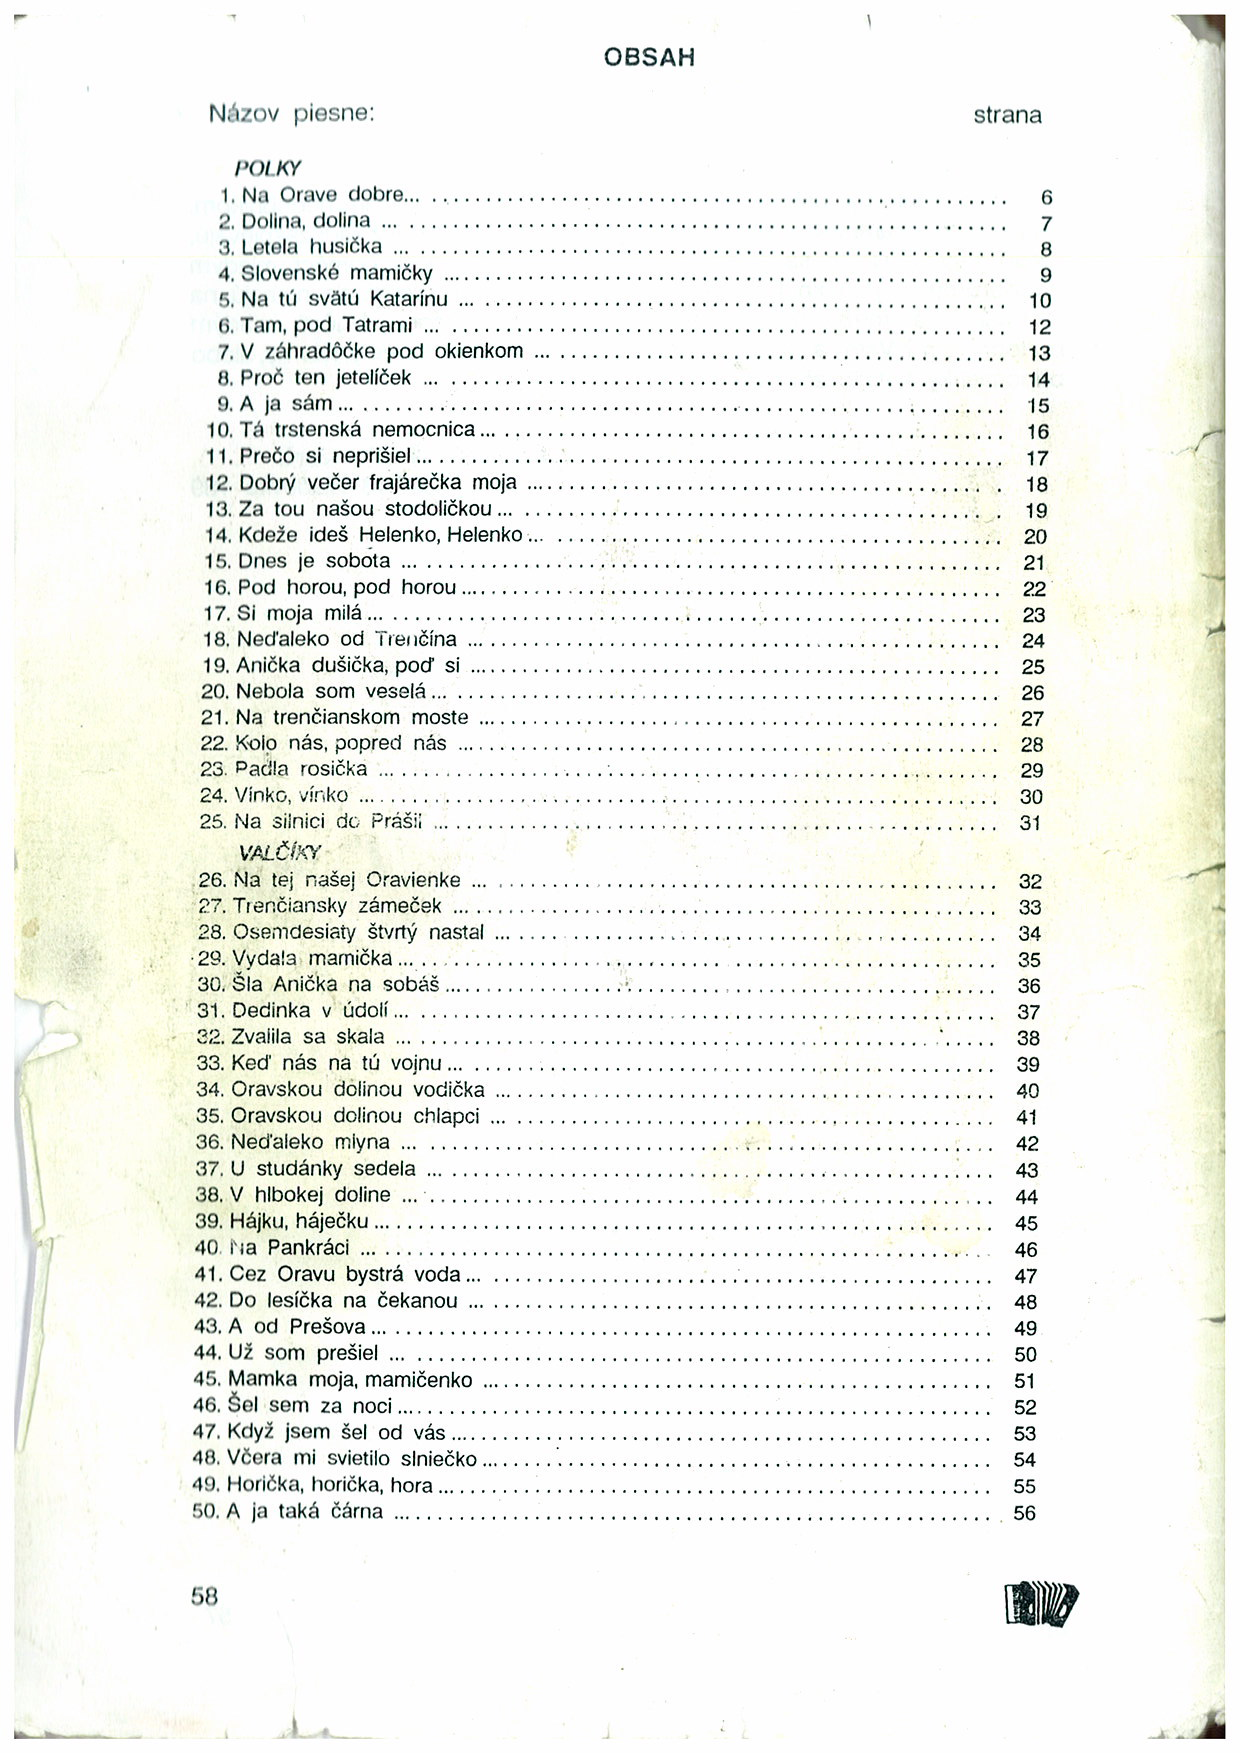 OBSAH
Názov piesne: strana
POLKY
1. Na Orave dobre... 6
2. Dolina, dolina ... 7
3. Letela husička ... 8
4. Slovenské mamičky ... 9
5. Na tú svätú Katarínu ... 10
6. Tam, pod Tatrami ... 12
7. V záhradôčke pod okienkom ... 13
8. Proč ten jetelíček ... 14
9. A ja sám ... 15
10. Tá trstenská nemocnica ... 16
11. Prečo si neprišiel ... 17
12. Dobrý večer frajárečka moja ... 18
13. Za tou našou stodoličkou ... 19
14. Kdeže ideš Helenko, Helenko ... 20
15. Dnes je sobota ... 21
16. Pod horou, pod horou ... 22
17. Si moja milá ... 23
18. Neďaleko od Trenčína ... 24
19. Anička dušička, poď si ... 25
20. Nebola som veselá ... 26
21. Na trenčianskom moste ... 27
22. Kolo nás, popred nás ... 28
23. Padla rosička ... 29
24. Vínko, vínko ... 30
25. Na silnici do Prášil ... 31
VALČÍKY
26. Na tej našej Oravienke ... 32
27. Trenčiansky zámeček ... 33
28. Osemdesiaty štvrtý nastal ... 34
29. Vydala mamička ... 35
30. Šla Anička na sobáš ... 36
31. Dedinka v údolí ... 37
32. Zvalila sa skala ... 38
33. Keď nás na tú vojnu ... 39
34. Oravskou dolinou vodička ... 40
35. Oravskou dolinou chlapci ... 41
36. Neďaleko mlyna ... 42
37. U studánky sedela ... 43
38. V hlbokej doline ... 44
39. Hájku, háječku ... 45
40. Na Pankráci ... 46
41. Cez Oravu bystrá voda ... 47
42. Do lesíčka na čekanou ... 48
43. A od Prešova ... 49
44. Už som prešiel ... 50
45. Mamka moja, mamičenko ... 51
46. Šel sem za noci ... 52
47. Když jsem šel od vás ... 53
48. Včera mi svietilo slniečko ... 54
49. Horička, horička, hora ... 55
50. A ja taká čárna ... 56
58